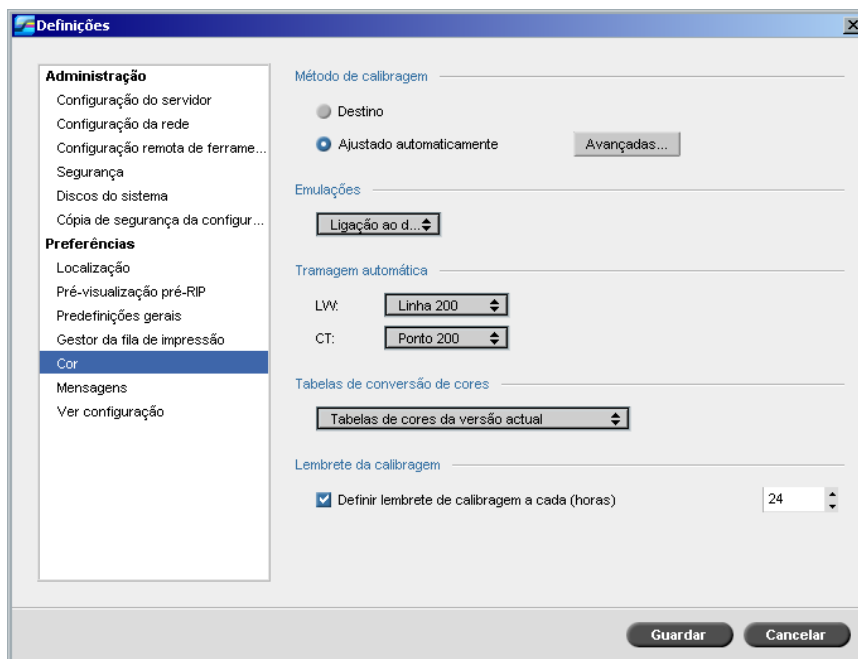 Definições
Administração
Configuração do servidor
Configuração da rede
Configuração remota de ferrame...
Segurança
Discos do sistema
Cópia de segurança da configur...
Preferências
Localização
Pré-visualização pré-RIP
Predefinições gerais
Gestor da fila de impressão
Cor
Mensagens
Ver configuração
Método de calibragem
Destino
Ajustado automaticamente
Avançadas...
Emulações
Ligação ao d...
Tramagem automática
LW: Linha 200
CT: Ponto 200
Tabelas de conversão de cores
Tabelas de cores da versão actual
Lembrete da calibragem
Definir lembrete de calibragem a cada (horas) 24
Guardar Cancelar